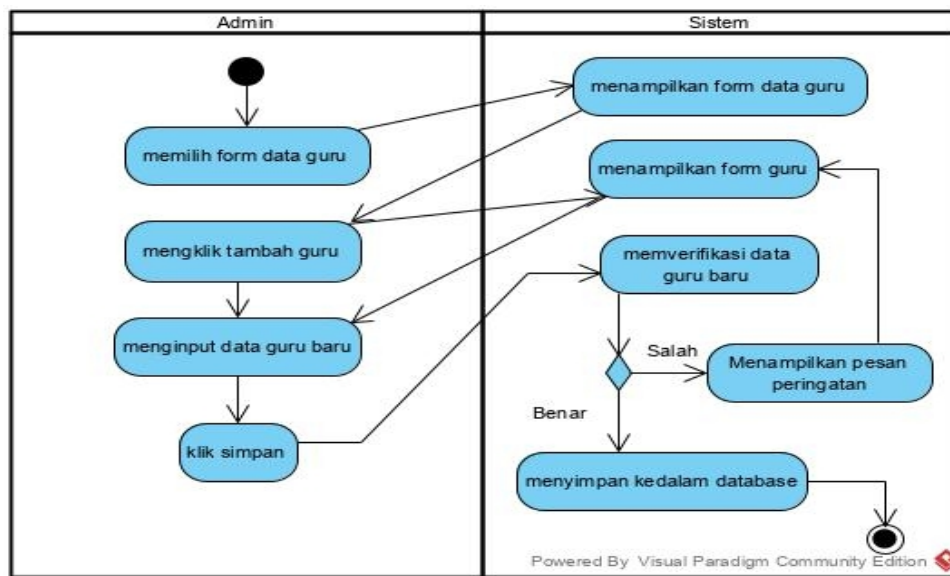 Admin
Sistem
menampilkan form data guru
memilih form data guru
menampilkan form guru
mengklik tambah guru
memverifikasi data
guru baru
menginput data guru baru
Salah
Menampilkan pesan
peringatan
Benar
klik simpan
menyimpan kedalam database
Powered By Visual Paradigm Community Edition